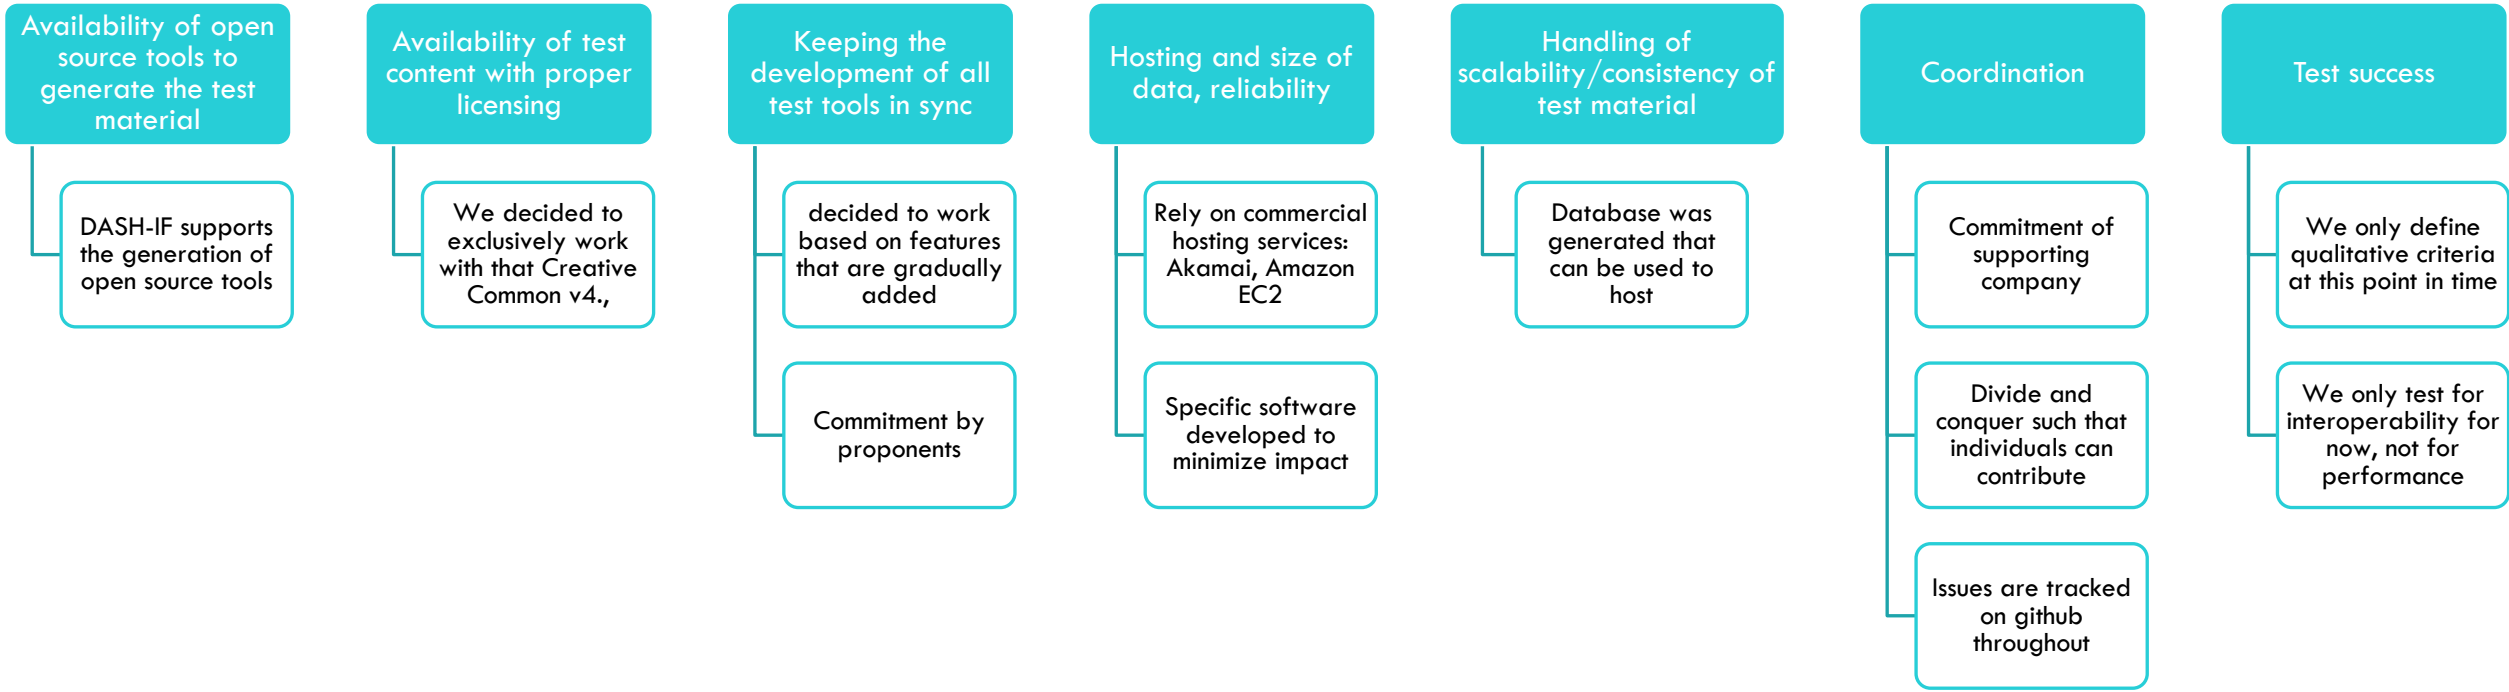 Availability of open
source tools to
generate the test
material
DASH-IF supports
the generation of
open source tools
Availability of test
content with proper
licensing
We decided to
exclusively work
with that Creative
Common v4.,
Keeping the
development of all
test tools in sync
decided to work
based on features
that are gradually
added
Commitment by
proponents
Hosting and size of
data, reliability
Rely on commercial
hosting services:
Akamai, Amazon
EC2
Specific software
developed to
minimize impact
Handling of
scalability/consistency of
test material
Database was
generated that
can be used to
host
Coordination
Commitment of
supporting
company
Divide and
conquer such that
individuals can
contribute
Issues are tracked
on github
throughout
Test success
We only define
qualitative criteria
at this point in time
We only test for
interoperability for
now, not for
performance